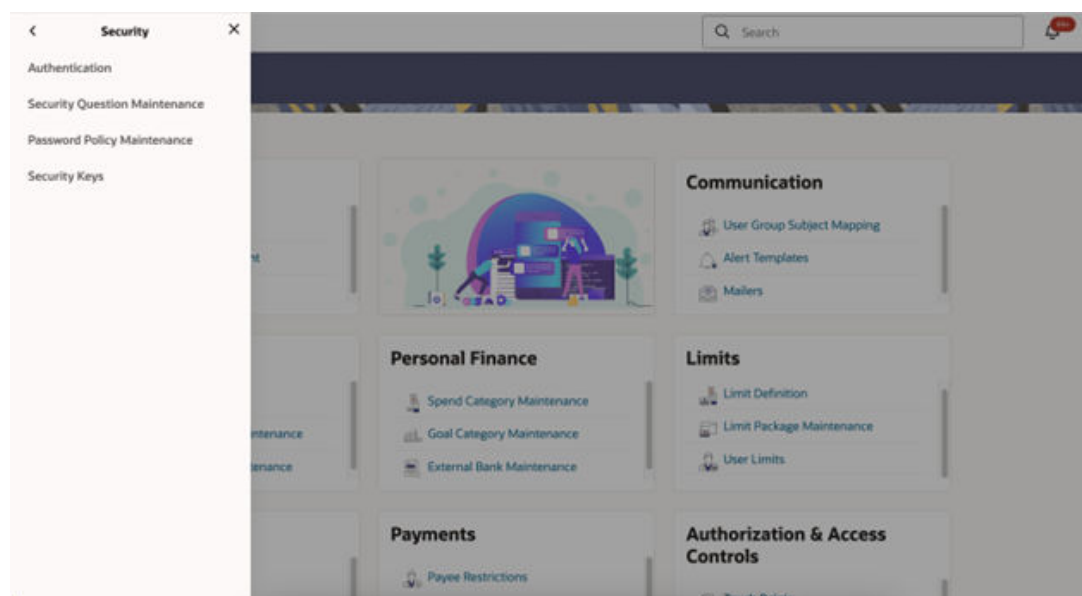 Security
Authentication
Security Question Maintenance
Password Policy Maintenance
Security Keys
Search
Communication
User Group Subject Mapping
Alert Templates
Mailers
Personal Finance
Spend Category Maintenance
Goal Category Maintenance
External Bank Maintenance
Limits
Limit Definition
Limit Package Maintenance
User Limits
Payments
Payee Restrictions
Authorization & Access
Controls